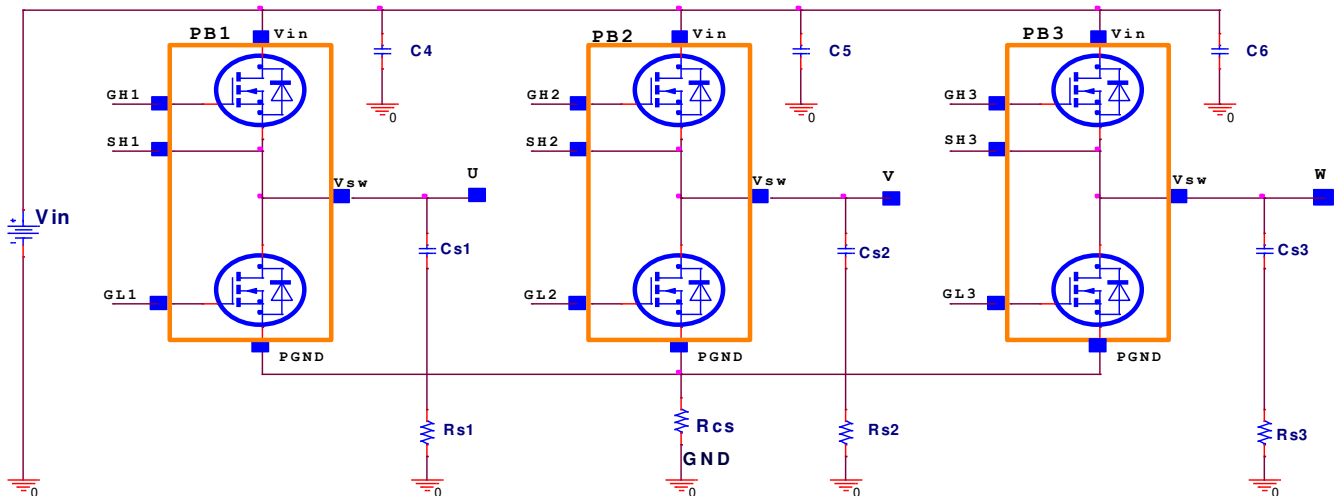 PB1 Vin C4 PB2 Vin C5 PB3 Vin C6
GH1 0 GH2 0 GH3 0
SH1 SH2 SH3
U V W
Vsw Vsw Vsw
+ Vin
-
Cs1 Cs2 Cs3
GL1 GL2 GL3
PGND PGND PGND
Rs1 Rcs Rs2 Rs3
GND
0 0 0 0 0